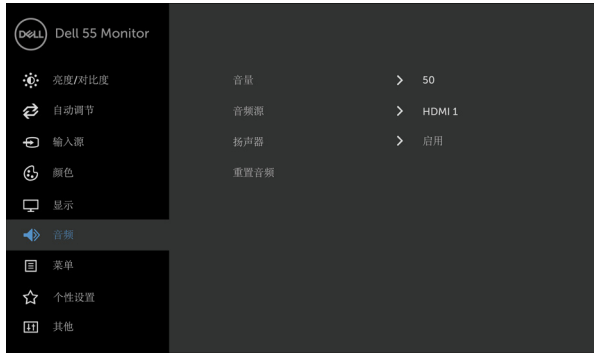 DELL Dell 55 Monitor
亮度/对比度
音量 50
自动调节
音频源 HDMI 1
输入源
扬声器 启用
颜色
重置音频
显示
音频
菜单
个性设置
其他